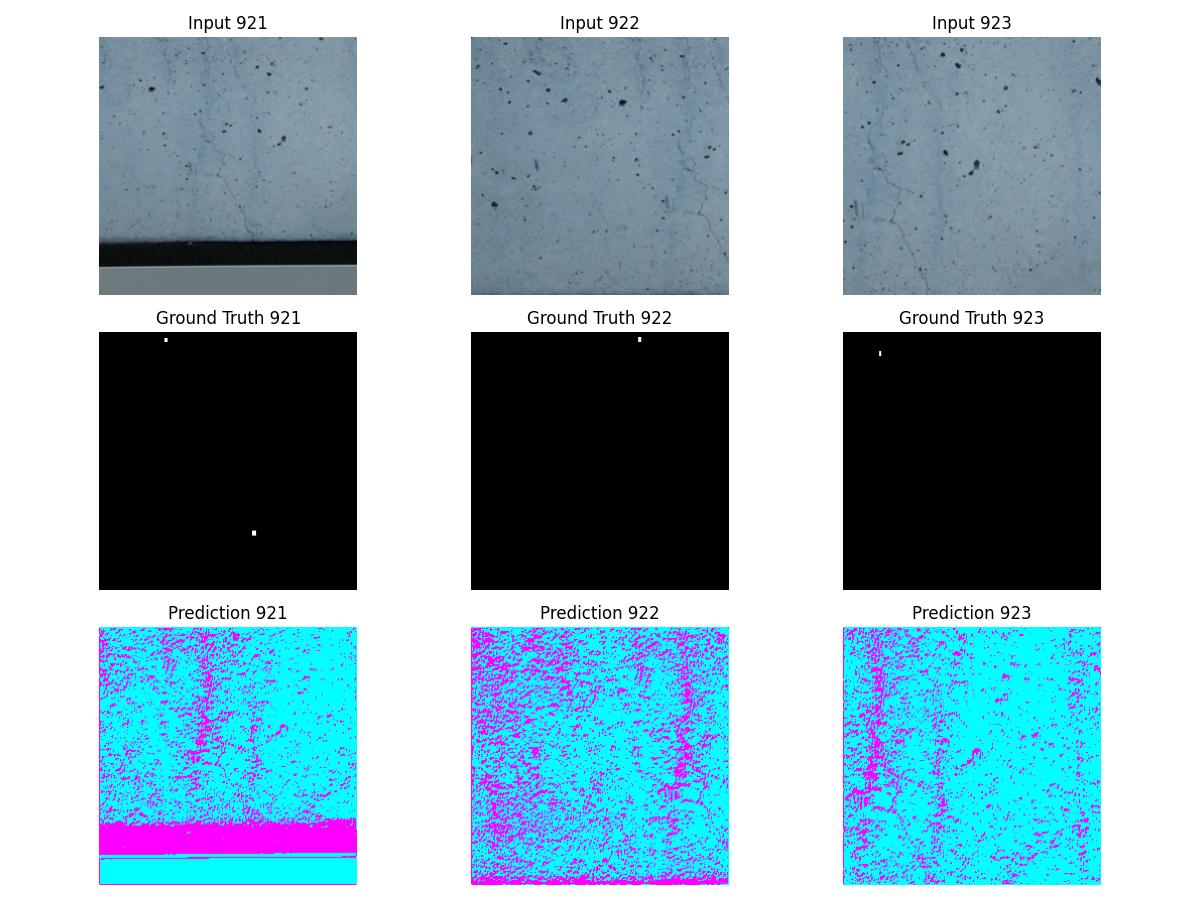 Input 921
Input 922
Input 923
Ground Truth 921
Ground Truth 922
Ground Truth 923
Prediction 921
Prediction 922
Prediction 923